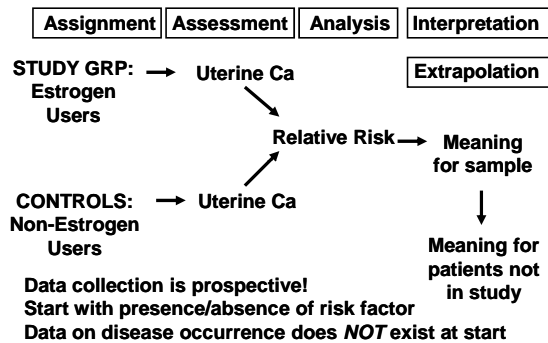 Assignment Assessment Analysis Interpretation
Extrapolation
STUDY GRP:
Estrogen
Users
Uterine Ca
Relative Risk
Meaning
for sample
CONTROLS:
Non-Estrogen
Users
Uterine Ca
Meaning for
patients not
in study
Data collection is prospective!
Start with presence/absence of risk factor
Data on disease occurrence does NOT exist at start